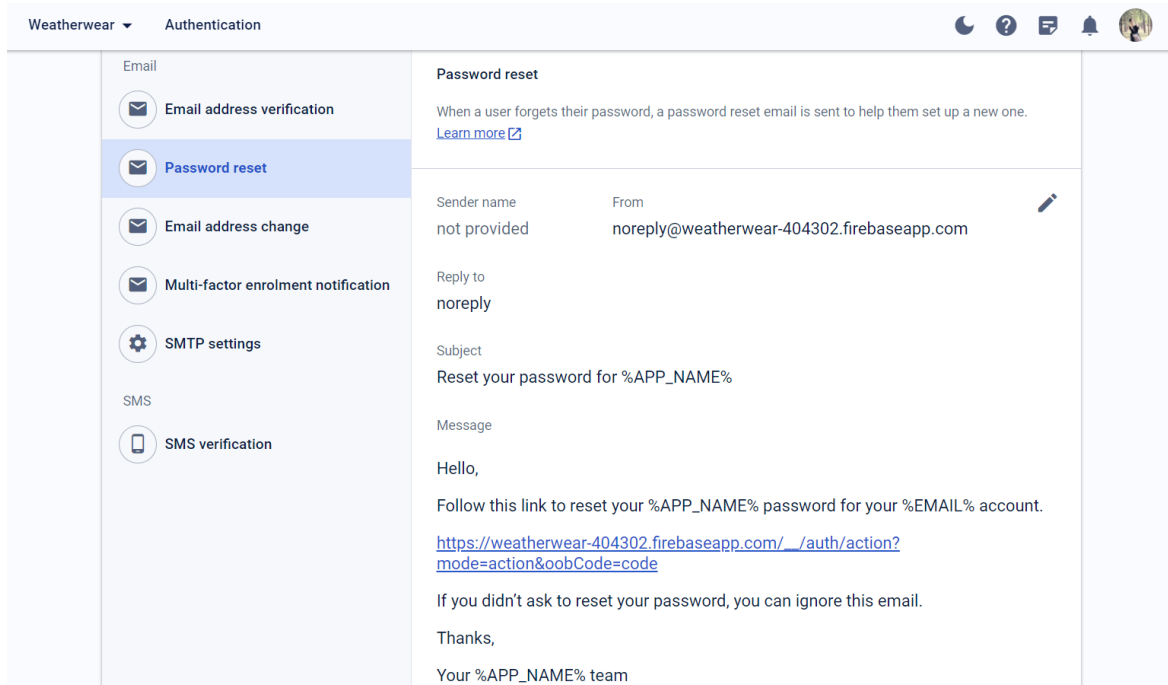 Weatherwear Authentication
Email
Email address verification
Password reset
Email address change
Multi-factor enrolment notification
SMTP settings
SMS
SMS verification
Password reset
When a user forgets their password, a password reset email is sent to help them set up a new one.
Learn more
Sender name From
not provided noreply@weatherwear-404302.firebaseapp.com
Reply to
noreply
Subject
Reset your password for %APP_NAME%
Message
Hello,
Follow this link to reset your %APP_NAME% password for your %EMAIL% account.
https://weatherwear-404302.firebaseapp.com/__/auth/action?
mode=action&oobCode=code
If you didn’t ask to reset your password, you can ignore this email.
Thanks,
Your %APP_NAME% team